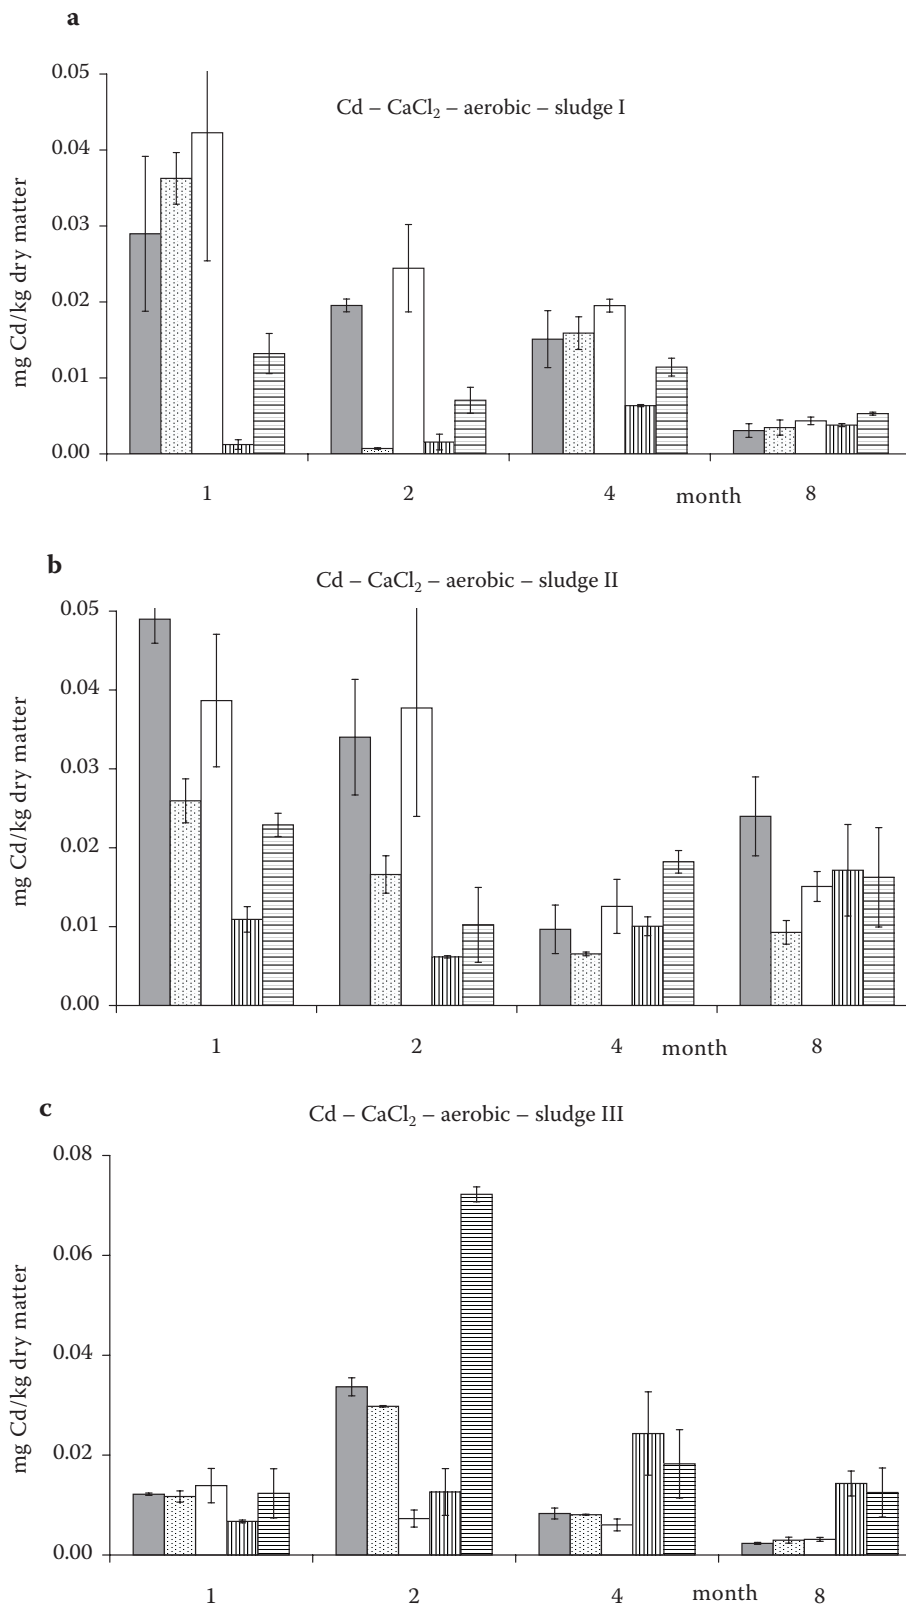 a
Cd – CaCl₂ – aerobic – sludge I
mg Cd/kg dry matter
0.05
0.04
0.03
0.02
0.01
0.00
1 2 4 month 8
b
Cd – CaCl₂ – aerobic – sludge II
mg Cd/kg dry matter
0.05
0.04
0.03
0.02
0.01
0.00
1 2 4 month 8
c
Cd – CaCl₂ – aerobic – sludge III
mg Cd/kg dry matter
0.08
0.06
0.04
0.02
0.00
1 2 4 month 8